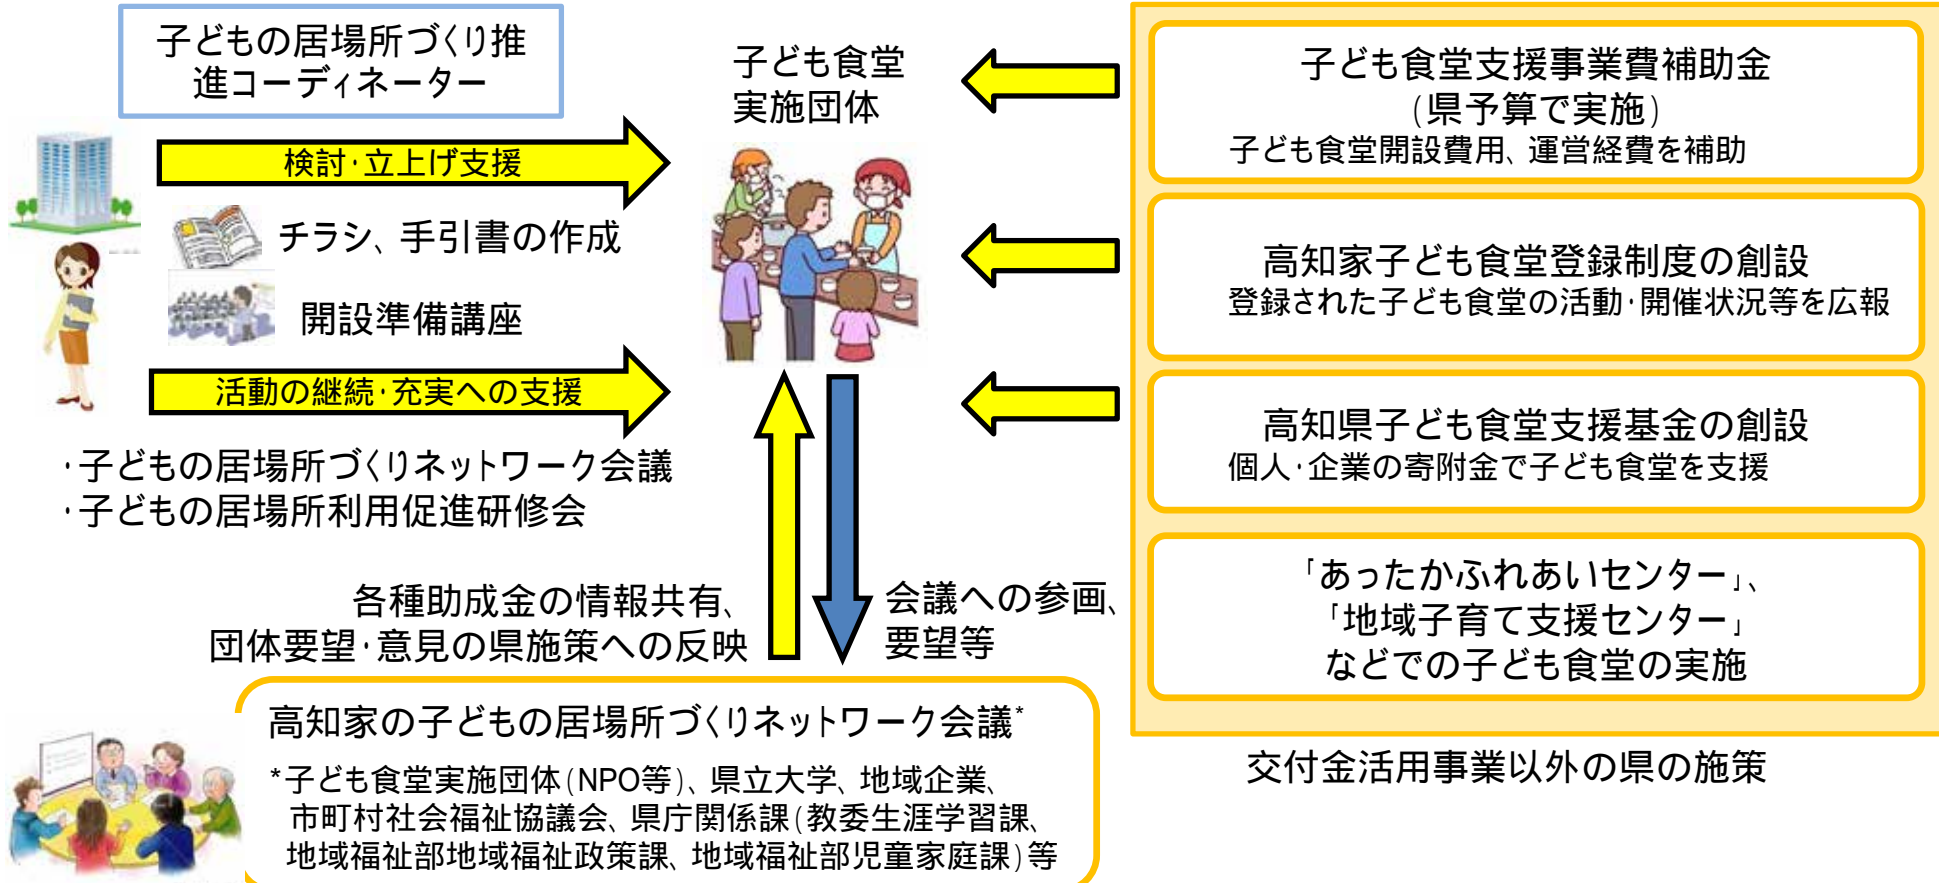 子どもの居場所づくり推
進コーディネーター
検討・立上げ支援
チラシ、手引書の作成
開設準備講座
活動の継続・充実への支援
・子どもの居場所づくりネットワーク会議
・子どもの居場所利用促進研修会
子ども食堂
実施団体
各種助成金の情報共有、
団体要望・意見の県施策への反映
会議への参画、
要望等
高知家の子どもの居場所づくりネットワーク会議*
*子ども食堂実施団体(NPO等)、県立大学、地域企業、
市町村社会福祉協議会、県庁関係課(教委生涯学習課、
地域福祉部地域福祉政策課、地域福祉部児童家庭課)等
子ども食堂支援事業費補助金
(県予算で実施)
子ども食堂開設費用、運営経費を補助
高知家子ども食堂登録制度の創設
登録された子ども食堂の活動・開催状況等を広報
高知県子ども食堂支援基金の創設
個人・企業の寄附金で子ども食堂を支援
「あったかふれあいセンター」、
「地域子育て支援センター」
などでの子ども食堂の実施
交付金活用事業以外の県の施策